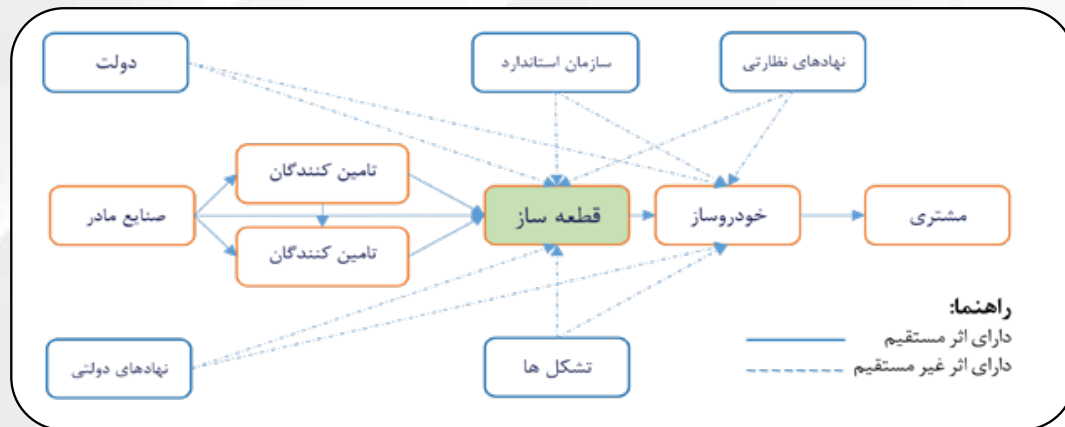 دولت
سازمان استاندارد
نهادهای نظارتی
تامین کنندگان
صنایع مادر
قطعه ساز
خودروساز
مشتری
تامین کنندگان
نهادهای دولتی
تشکل ها
راهنما:
دارای اثر مستقیم
دارای اثر غیر مستقیم